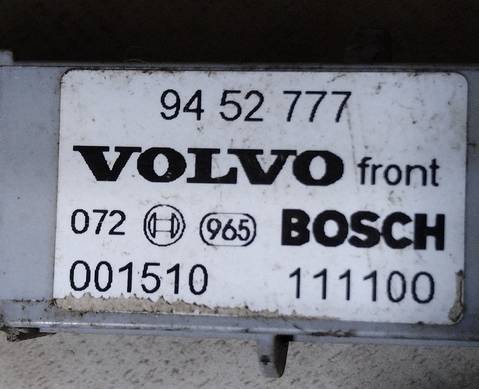 94 52 777
VOLVO front
072 965 BOSCH
001510 111100